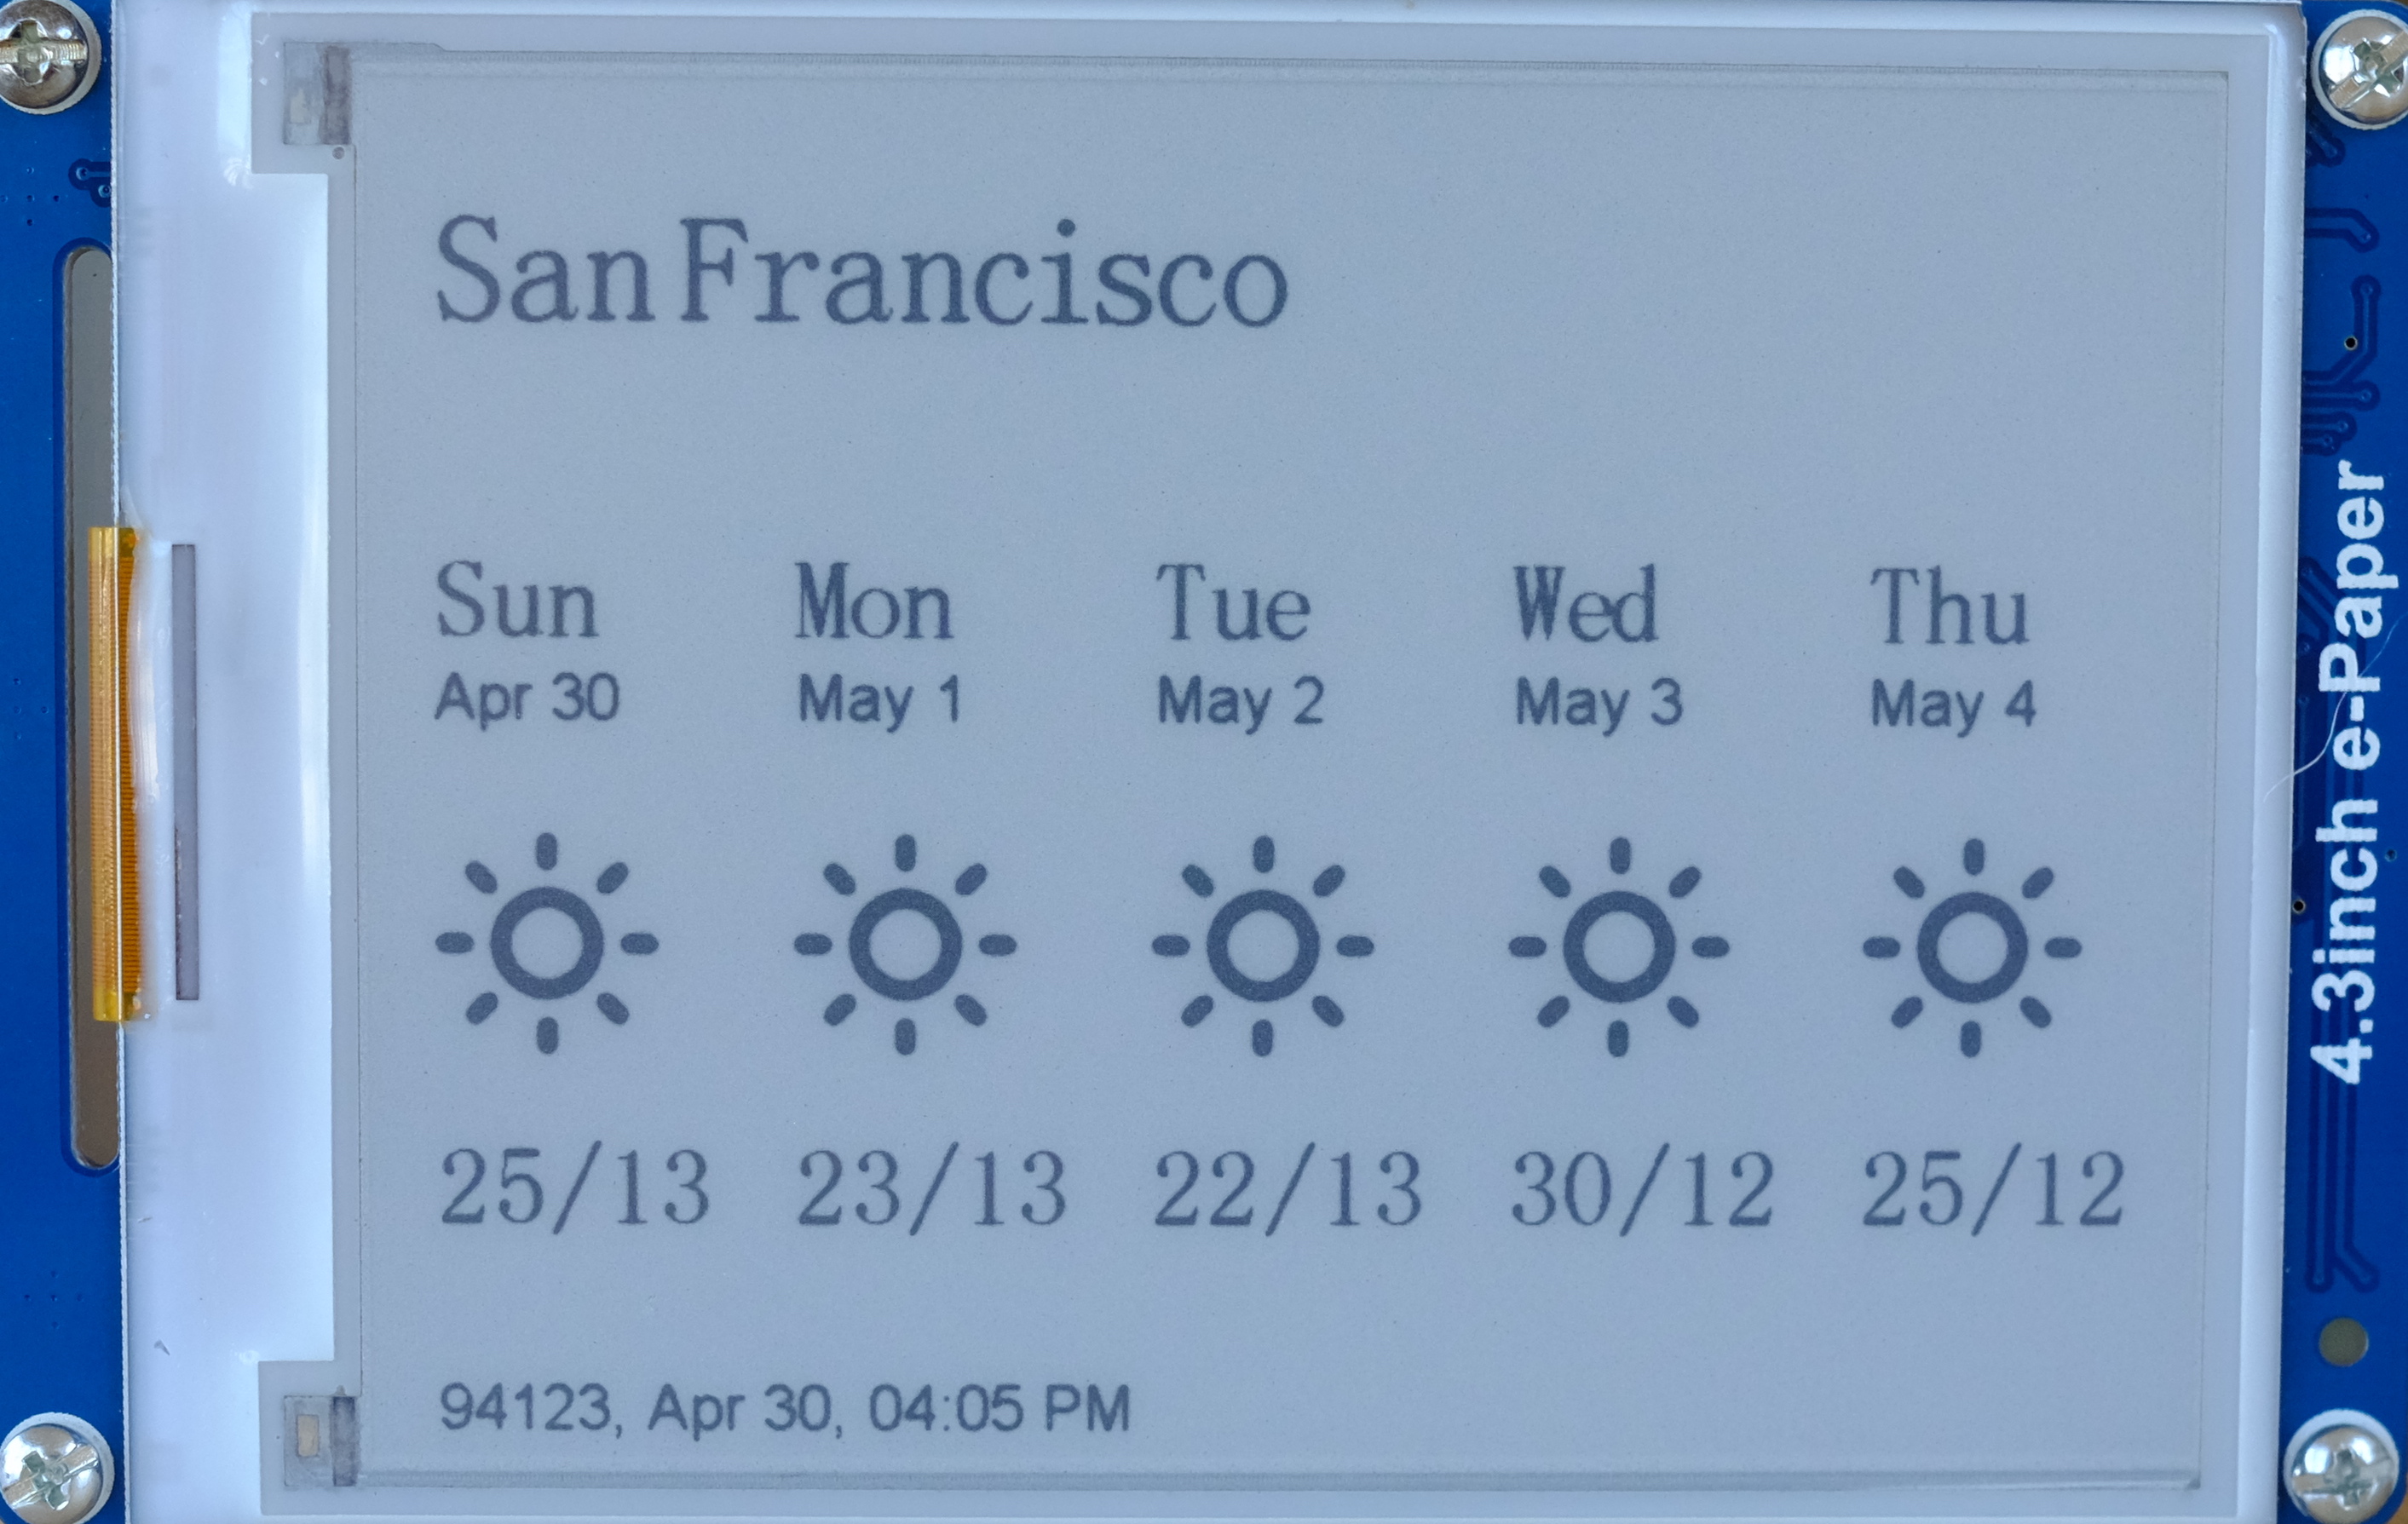 San Francisco
Sun Mon Tue Wed Thu
Apr 30 May 1 May 2 May 3 May 4
25/13 23/13 22/13 30/12 25/12
94123, Apr 30, 04:05 PM
4.3inch e-Paper